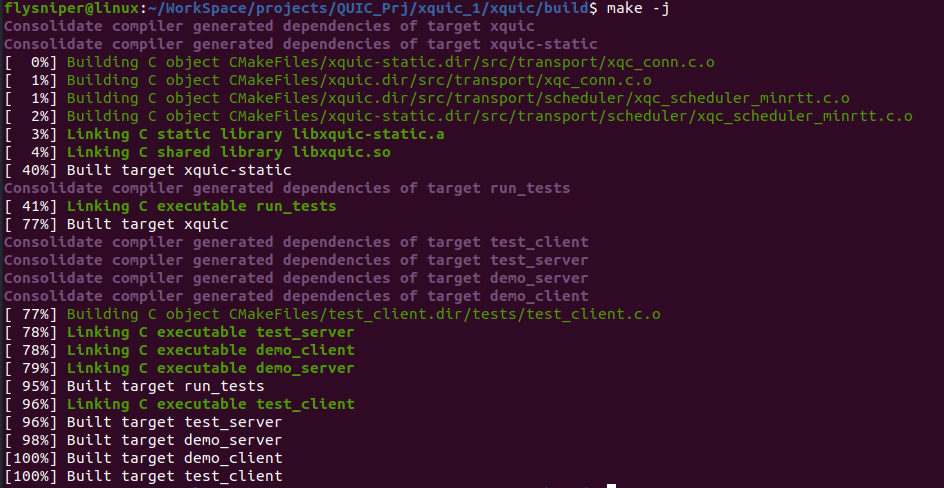 flysniper@linux:~/WorkSpace/projects/QUIC_Prj/xquic_1/xquic/build$ make -j
Consolidate compiler generated dependencies of target xquic
Consolidate compiler generated dependencies of target xquic-static
[  0%] Building C object CMakeFiles/xquic-static.dir/src/transport/xqc_conn.c.o
[  1%] Building C object CMakeFiles/xquic.dir/src/transport/xqc_conn.c.o
[  1%] Building C object CMakeFiles/xquic.dir/src/transport/scheduler/xqc_scheduler_minrtt.c.o
[  2%] Building C object CMakeFiles/xquic-static.dir/src/transport/scheduler/xqc_scheduler_minrtt.c.o
[  3%] Linking C static library libxquic-static.a
[  4%] Linking C shared library libxquic.so
[ 40%] Built target xquic-static
Consolidate compiler generated dependencies of target run_tests
[ 41%] Linking C executable run_tests
[ 77%] Built target xquic
Consolidate compiler generated dependencies of target test_client
Consolidate compiler generated dependencies of target test_server
Consolidate compiler generated dependencies of target demo_server
Consolidate compiler generated dependencies of target demo_client
[ 77%] Building C object CMakeFiles/test_client.dir/tests/test_client.c.o
[ 78%] Linking C executable test_server
[ 78%] Linking C executable demo_client
[ 79%] Linking C executable demo_server
[ 95%] Built target run_tests
[ 96%] Linking C executable test_client
[ 96%] Built target test_server
[ 98%] Built target demo_server
[100%] Built target demo_client
[100%] Built target test_client